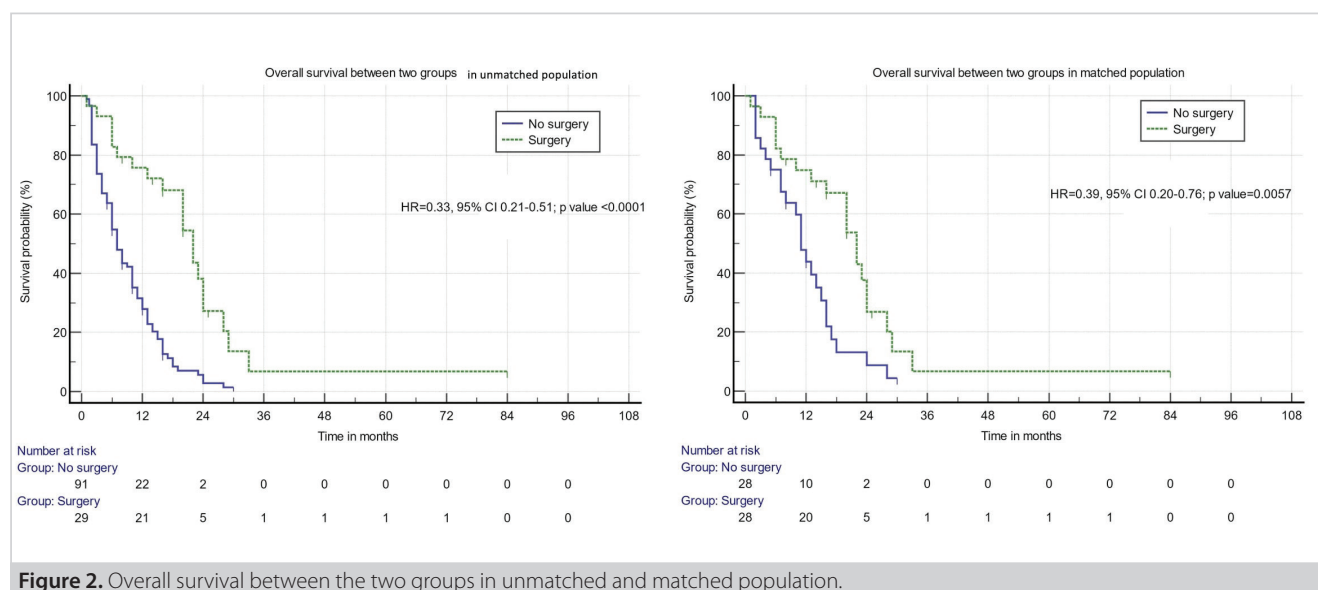 Overall survival between two groups in unmatched population
100
80
60
40
20
0
Survival probability (%)
No surgery
Surgery
HR=0.33, 95% CI 0.21-0.51; p value <0.0001
0 12 24 36 48 60 72 84 96 108
Time in months
Number at risk
Group: No surgery
91 22 2 0 0 0 0 0 0
Group: Surgery
29 21 5 1 1 1 1 0 0
Overall survival between two groups in matched population
100
80
60
40
20
0
Survival probability (%)
No surgery
Surgery
HR=0.39, 95% CI 0.20-0.76; p value=0.0057
0 12 24 36 48 60 72 84 96 108
Time in months
Number at risk
Group: No surgery
28 10 2 0 0 0 0 0 0
Group: Surgery
28 20 5 1 1 1 1 0 0
Figure 2. Overall survival between the two groups in unmatched and matched population.